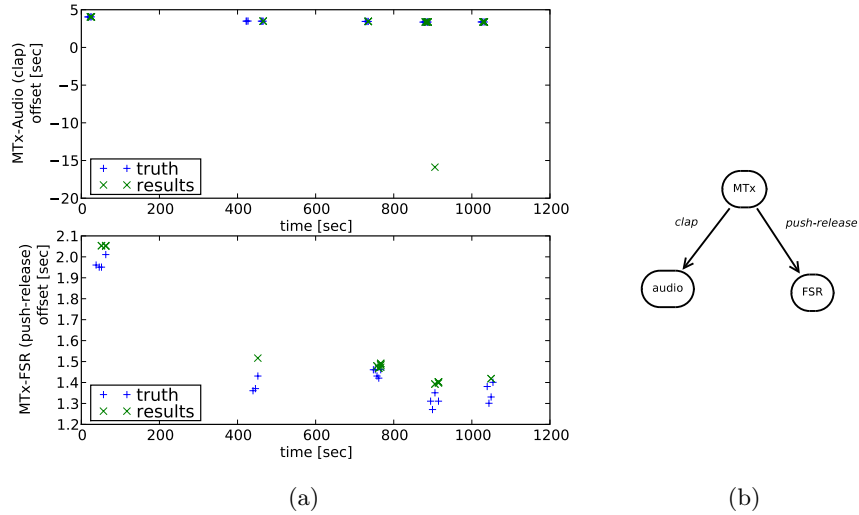 MTx-Audio (clap)
offset [sec]
5
0
−5
−10
−15
−20
truth
results
0 200 400 600 800 1000 1200
time [sec]
MTx-FSR (push-release)
offset [sec]
2.1
2.0
1.9
1.8
1.7
1.6
1.5
1.4
1.3
1.2
truth
results
0 200 400 600 800 1000 1200
time [sec]
(a)
MTx
clap
push-release
audio
FSR
(b)